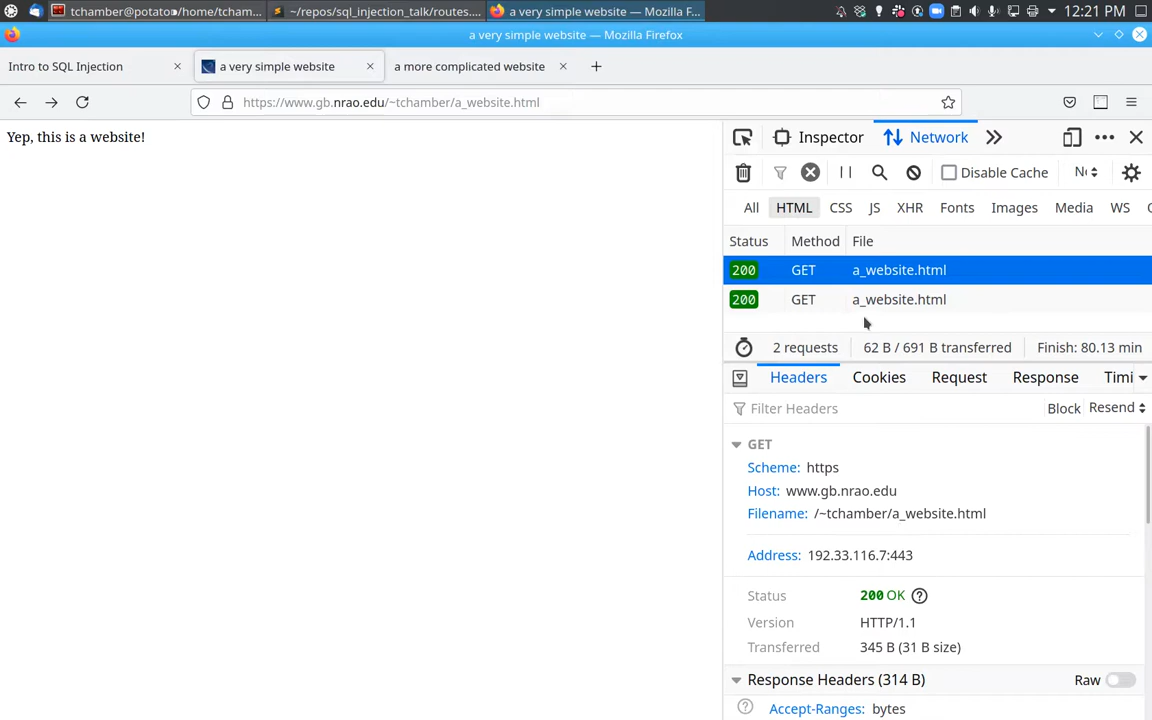 tchamber@potato:/home/tcham... ~/repos/sql_injection_talk/routes.... a very simple website — Mozilla F... 12:21 PM
a very simple website — Mozilla Firefox
Intro to SQL Injection a very simple website a more complicated website
https://www.gb.nrao.edu/~tchamber/a_website.html
Yep, this is a website!
Inspector Network
Disable Cache
All HTML CSS JS XHR Fonts Images Media WS
Status Method File
200 GET a_website.html
200 GET a_website.html
2 requests 62 B / 691 B transferred Finish: 80.13 min
Headers Cookies Request Response Timi
Filter Headers Block Resend
GET
Scheme: https
Host: www.gb.nrao.edu
Filename: /~tchamber/a_website.html
Address: 192.33.116.7:443
Status 200 OK
Version HTTP/1.1
Transferred 345 B (31 B size)
Response Headers (314 B) Raw
Accept-Ranges: bytes